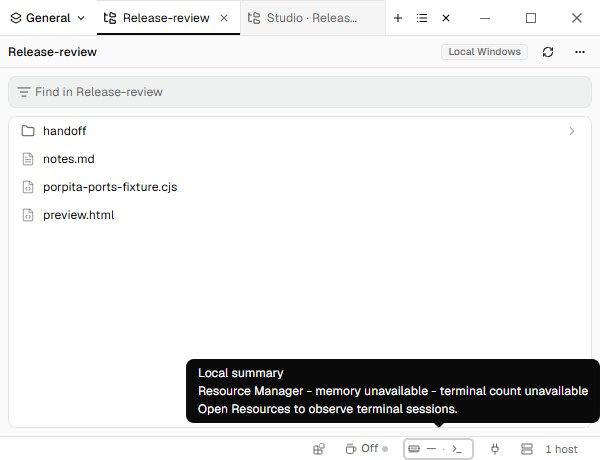 General
Release-review
Studio · Releas...
Release-review
Local Windows
Find in Release-review
handoff
notes.md
porpita-ports-fixture.cjs
preview.html
Local summary
Resource Manager - memory unavailable - terminal count unavailable
Open Resources to observe terminal sessions.
Off
— ·
1 host